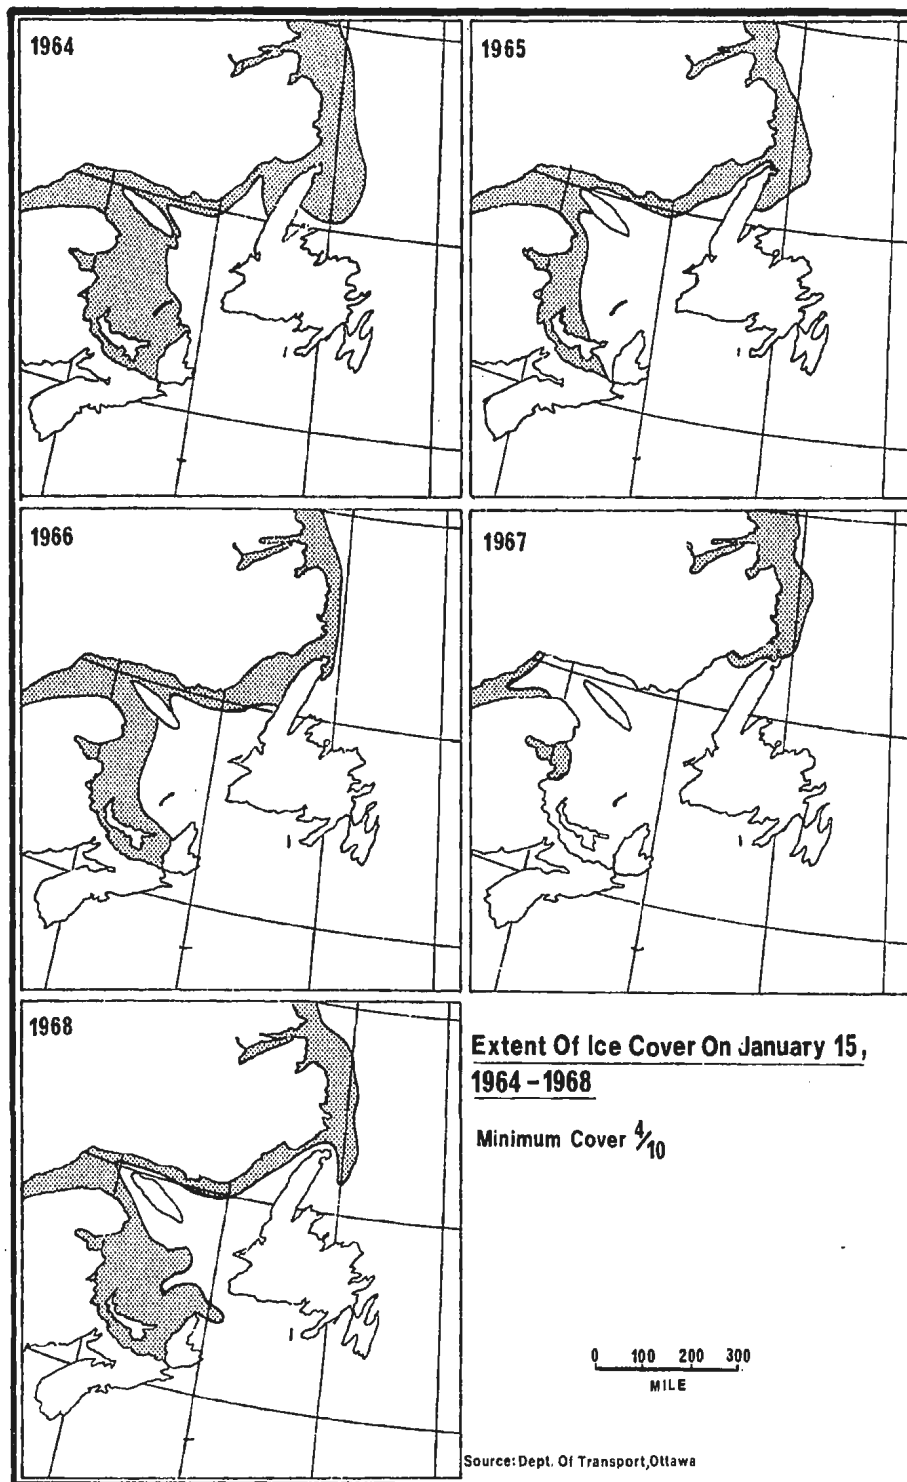 1964
1965
1966
1967
1968
Extent Of Ice Cover On January 15,
1964-1968
Minimum Cover 4/10
0 100 200 300
MILE
Source: Dept. Of Transport, Ottawa